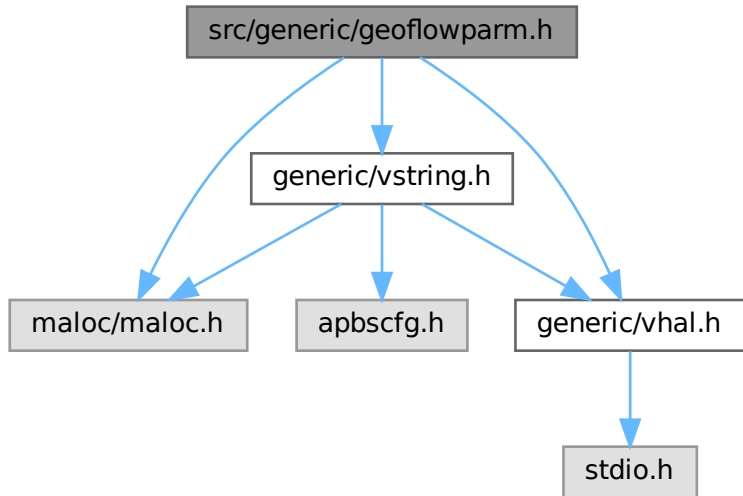 src/generic/geoflowparm.h
generic/vstring.h
maloc/maloc.h
apbscfg.h
generic/vhal.h
stdio.h